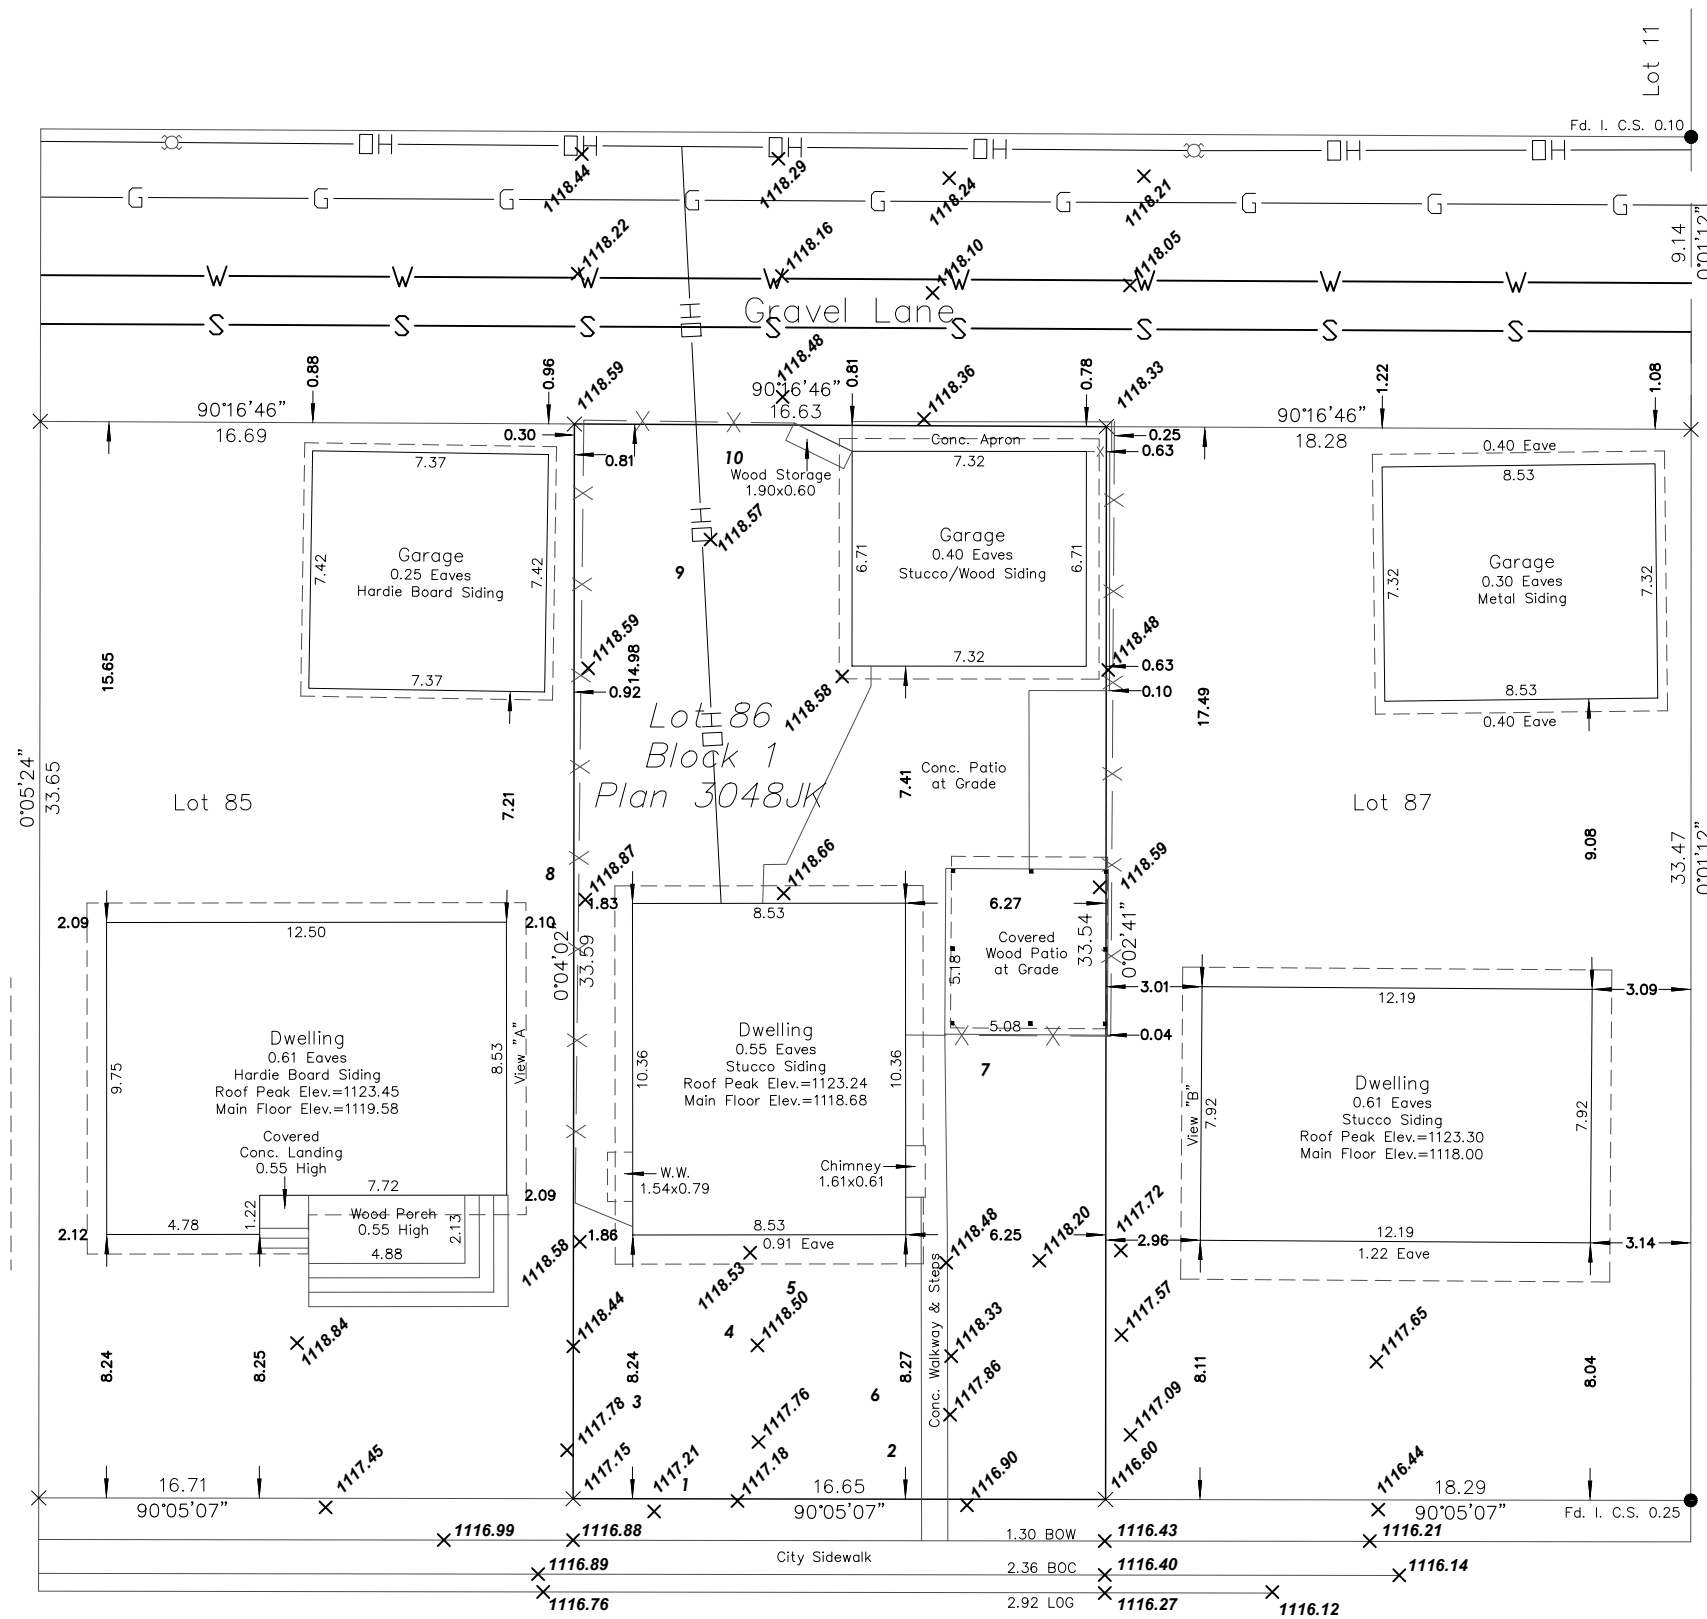 Lot 11
Fd. I. C.S. 0.10
OH OH OH OH OH OH
1118.44
1118.29
1118.24
1118.21
G G G G G G G G G
9.14
0°01'12"
1118.22
1118.16
1118.10
1118.05
W W W W W W W W
Gravel Lane
S S S S S S S S
0.88
0.96
1118.59
1118.48
0.81
1118.36
0.78
1118.33
1.22
1.08
90°16'46"
16.69
90°16'46"
16.63
90°16'46"
18.28
0.30
0.81
10
Wood Storage
1.90x0.60
Conc. Apron
7.32
0.25
0.63
0.40 Eave
8.53
7.37
7.42
Garage
0.25 Eaves
Hardie Board Siding
7.42
7.37
OH
1118.57
9
6.71
Garage
0.40 Eaves
Stucco/Wood Siding
6.71
7.32
7.32
Garage
0.30 Eaves
Metal Siding
7.32
8.53
0.40 Eave
15.65
1118.59
14.98
0.92
1118.58
1118.48
0.63
0.10
17.49
OH
OH
Lot 86
Block 1
Plan 3048JK
0°05'24"
33.65
Lot 85
7.21
7.41
Conc. Patio
at Grade
Lot 87
9.08
33.47
0°01'12"
8
1118.87
1118.66
1118.59
2.09
12.50
2.10
1.83
8.53
6.27
0°04'02
33.59
Covered
Wood Patio
at Grade
5.18
5.08
33.54
0°02'41"
3.01
12.19
3.09
0.04
9.75
Dwelling
0.61 Eaves
Hardie Board Siding
Roof Peak Elev.=1123.45
Main Floor Elev.=1119.58
8.53
View "A"
10.36
Dwelling
0.55 Eaves
Stucco Siding
Roof Peak Elev.=1123.24
Main Floor Elev.=1118.68
10.36
7
View "B"
7.92
Dwelling
0.61 Eaves
Stucco Siding
Roof Peak Elev.=1123.30
Main Floor Elev.=1118.00
7.92
Covered
Conc. Landing
0.55 High
W.W.
1.54x0.79
Chimney
1.61x0.61
7.72
2.09
1.22
Wood Porch
0.55 High
2.13
4.88
2.12
4.78
1118.58
1.86
8.53
0.91 Eave
6.25
1118.48
1118.20
1117.72
2.96
12.19
1.22 Eave
3.14
1118.53
5
1118.50
4
1118.44
1118.84
Conc. Walkway & Steps
1118.33
1117.57
1117.65
8.24
8.25
8.24
8.27
8.11
8.04
3
6
1117.86
1117.78
1117.76
1117.09
2
1117.45
1117.15
1117.21
1
1117.18
1116.90
1116.60
1116.44
16.71
90°05'07"
16.65
90°05'07"
18.29
90°05'07"
Fd. I. C.S. 0.25
1116.99
1116.88
1.30 BOW
1116.43
1116.21
City Sidewalk
1116.89
2.36 BOC
1116.40
1116.14
1116.76
2.92 LOG
1116.27
1116.12